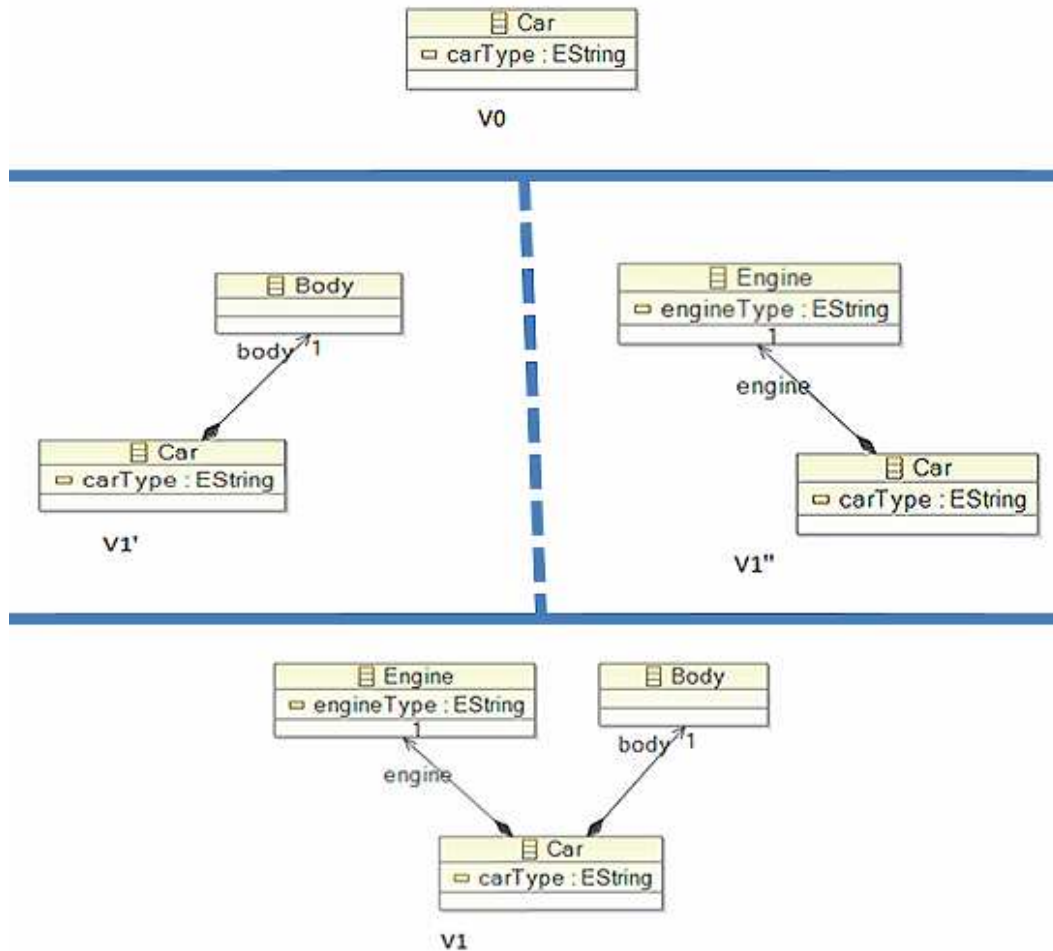 Car
carType : EString
V0
Body
body 1
Car
carType : EString
V1'
Engine
engineType : EString
1
engine
Car
carType : EString
V1"
Engine
engineType : EString
1
engine
Body
body 1
Car
carType : EString
V1